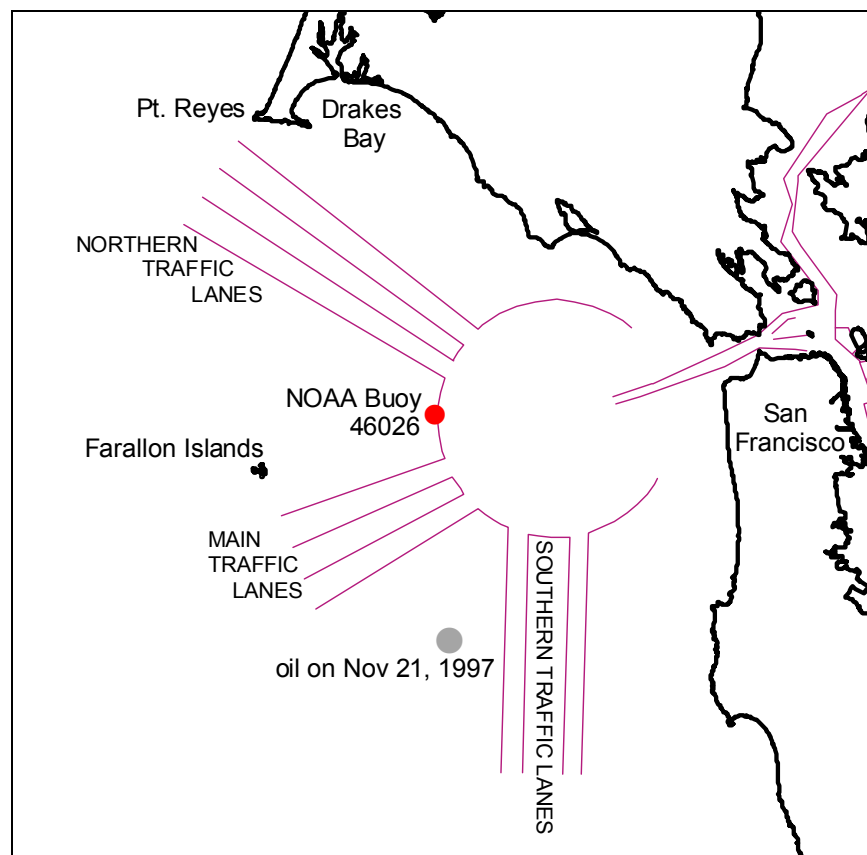 Pt. Reyes
Drakes
Bay
NORTHERN
TRAFFIC
LANES
NOAA Buoy
46026
San
Francisco
Farallon Islands
MAIN
TRAFFIC
LANES
SOUTHERN TRAFFIC LANES
oil on Nov 21, 1997